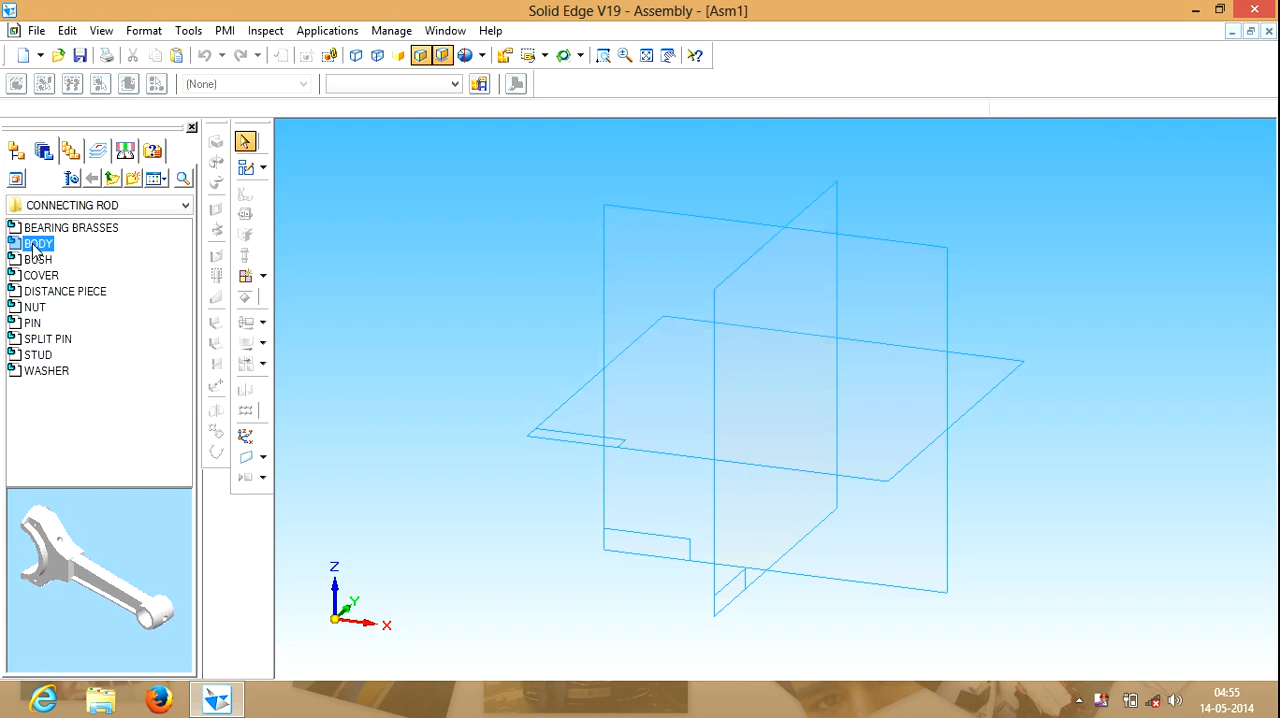 Solid Edge V19 - Assembly - [Asm1]
File Edit View Format Tools PMI Inspect Applications Manage Window Help
(None)
CONNECTING ROD
BEARING BRASSES
BODY
BUSH
COVER
DISTANCE PIECE
NUT
PIN
SPLIT PIN
STUD
WASHER
Z
Y
X
04:55
14-05-2014